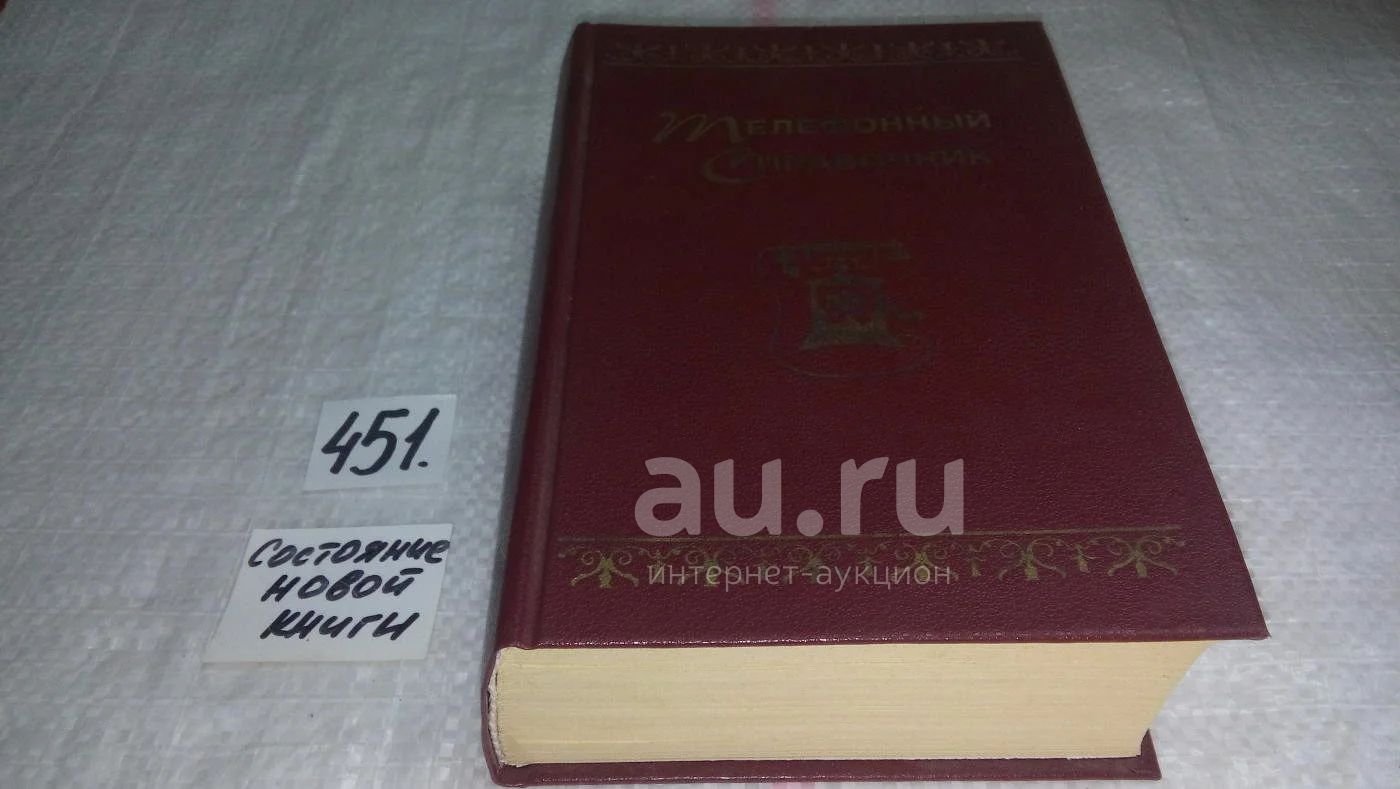 Телефонный
Справочник
451.
Состояние
новой
книги
au.ru
интернет-аукцион